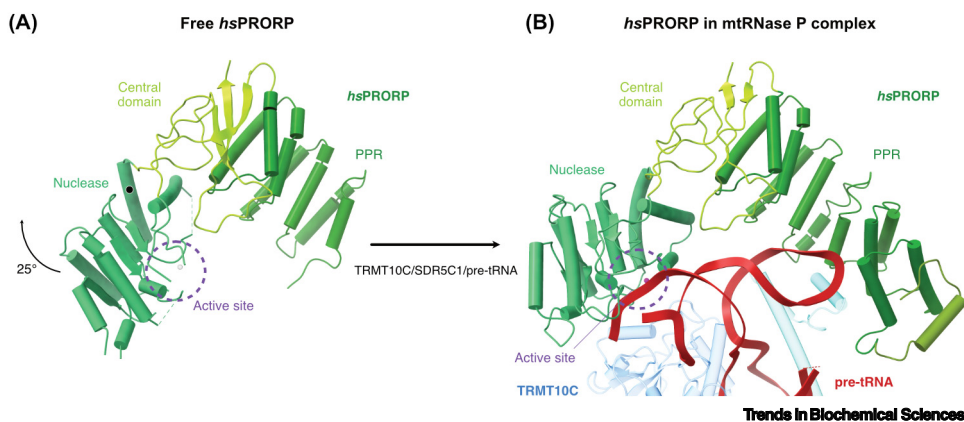 (A)
Free hsPRORP
Central
domain
hsPRORP
PPR
Nuclease
25°
Active site
TRMT10C/SDR5C1/pre-tRNA
(B)
hsPRORP in mtRNase P complex
Central
domain
hsPRORP
PPR
Nuclease
Active site
TRMT10C
pre-tRNA
Trends in Biochemical Sciences